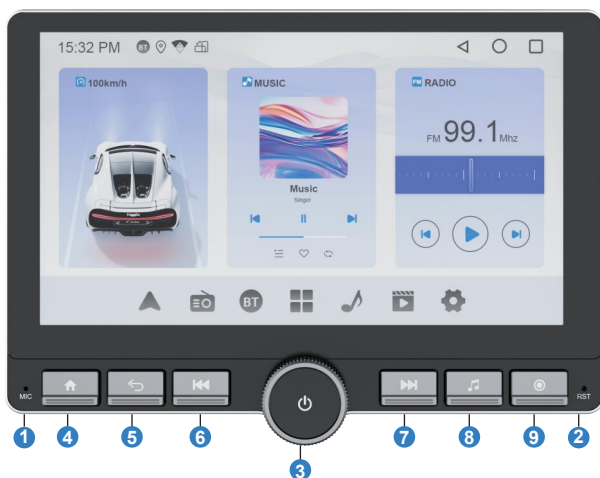 15:32 PM
BT
100km/h
MUSIC
Music
Singer
FM RADIO
FM 99.1 Mhz
BT
MIC
RST
1
4
5
6
3
7
8
9
2